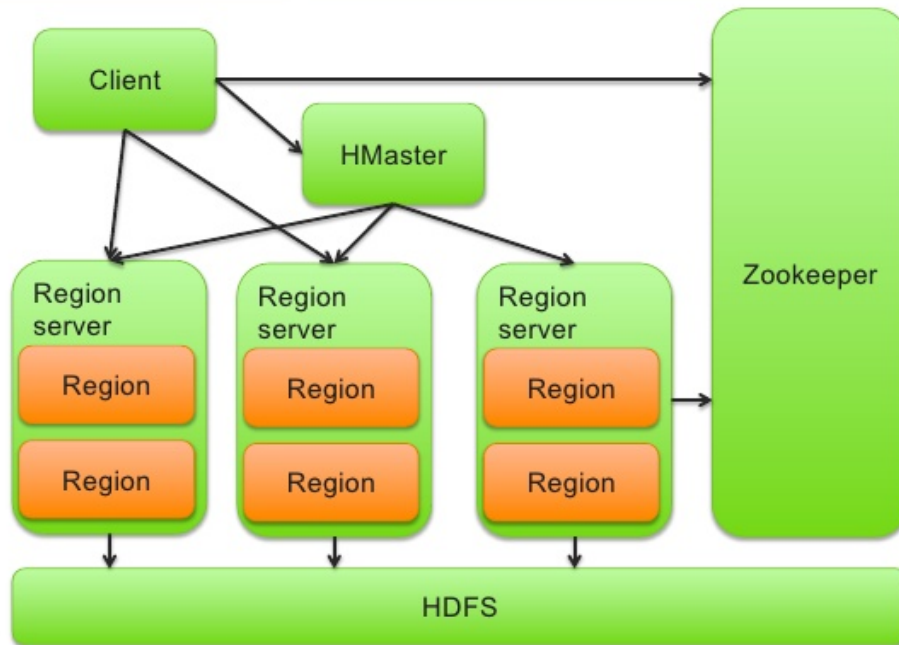 Client
HMaster
Zookeeper
Region
server
Region
Region
Region
server
Region
Region
Region
server
Region
Region
HDFS